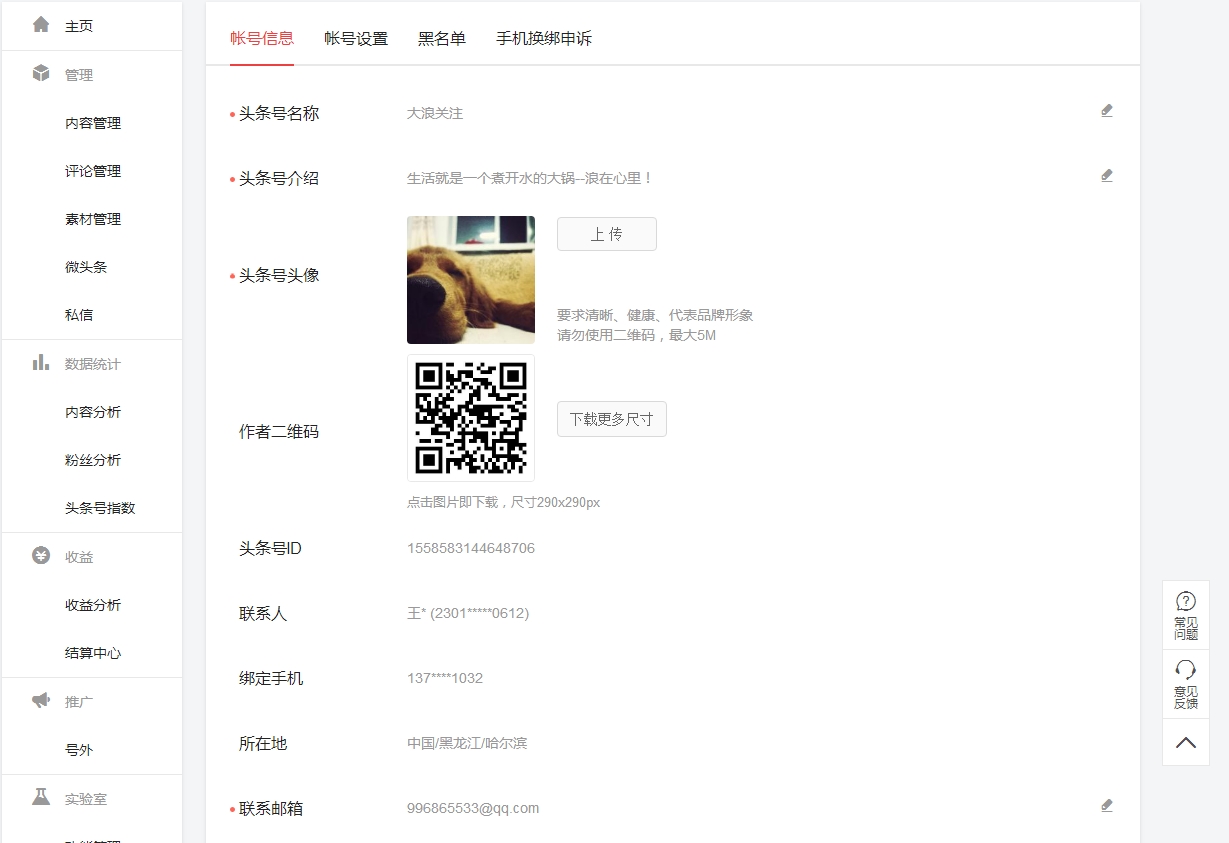 主页
管理
内容管理
评论管理
素材管理
微头条
私信
数据统计
内容分析
粉丝分析
头条号指数
收益
收益分析
结算中心
推广
号外
实验室
帐号信息 帐号设置 黑名单 手机换绑申诉
头条号名称 大浪关注
头条号介绍 生活就是一个煮开水的大锅--浪在心里！
头条号头像
上 传
要求清晰、健康、代表品牌形象
请勿使用二维码，最大5M
作者二维码
下载更多尺寸
点击图片即下载，尺寸290x290px
头条号ID 1558583144648706
联系人 王* (2301*****0612)
绑定手机 137****1032
所在地 中国/黑龙江/哈尔滨
联系邮箱 996865533@qq.com
常见
问题
意见
反馈